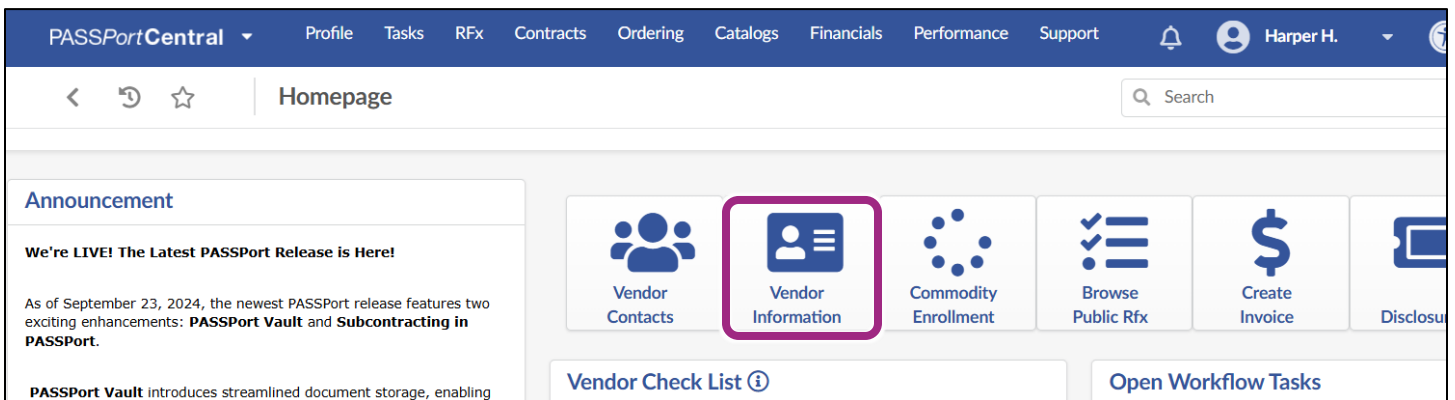 PASSPortCentral Profile Tasks RFx Contracts Ordering Catalogs Financials Performance Support Harper H.
Homepage
Search
Announcement
We're LIVE! The Latest PASSPort Release is Here!
As of September 23, 2024, the newest PASSPort release features two
exciting enhancements: PASSPort Vault and Subcontracting in
PASSPort.
PASSPort Vault introduces streamlined document storage, enabling
Vendor
Contacts
Vendor
Information
Commodity
Enrollment
Browse
Public Rfx
Create
Invoice
Vendor Check List
Open Workflow Tasks